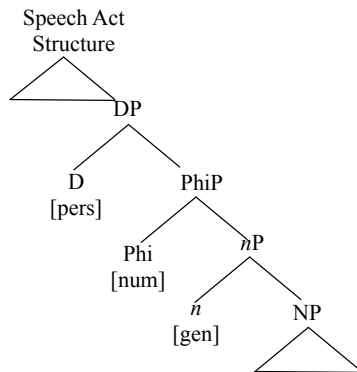 Speech Act
Structure
DP
D
[pers]
PhiP
Phi
[num]
nP
n
[gen]
NP